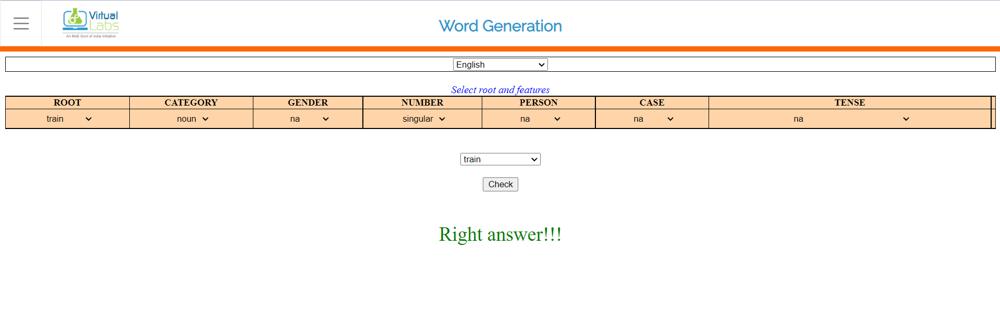 Virtual
Labs
An MoE Govt of India Initiative
Word Generation
English
Select root and features
ROOT CATEGORY GENDER NUMBER PERSON CASE TENSE
train noun na singular na na na
train
Check
Right answer!!!